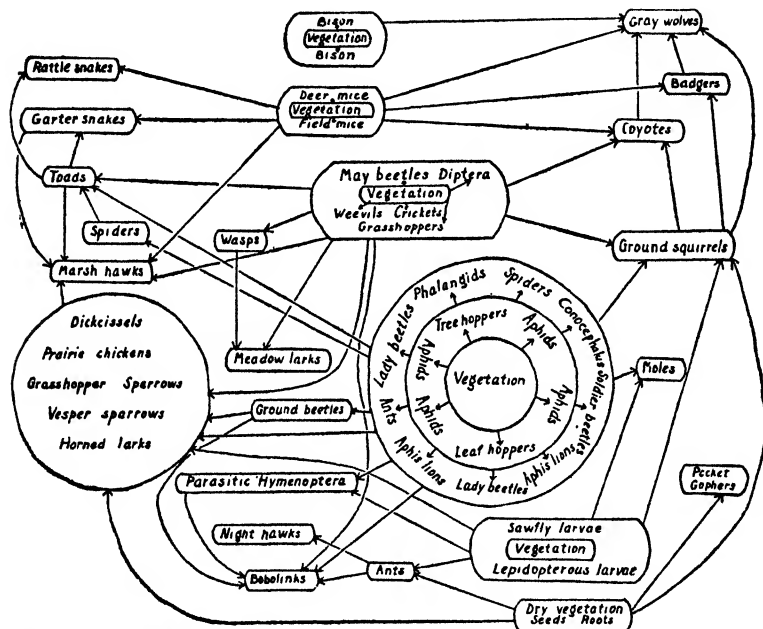 Bison
Vegetation
Bison
Gray wolves
Rattle snakes
Badgers
Deer mice
Vegetation
Field mice
Garter snakes
Coyotes
Toads
May beetles Diptera
Vegetation
Weevils Crickets
Grasshoppers
Spiders
Wasps
Ground squirrels
Marsh hawks
Phalangids
Spiders
Conocephalus
Soldier beetles
Lady beetles
Tree hoppers
Aphids
Aphids
Vegetation
Aphids
Aphids
Leaf hoppers
Ants
Aphis lions
Lady beetles
Aphis lions
Dickcissels
Prairie chickens
Grasshopper Sparrows
Vesper sparrows
Horned larks
Meadow larks
Moles
Ground beetles
Parasitic Hymenoptera
Pocket
Gophers
Night hawks
Sawfly larvae
Vegetation
Lepidopterous larvae
Bobolinks
Ants
Dry vegetation
Seeds Roots